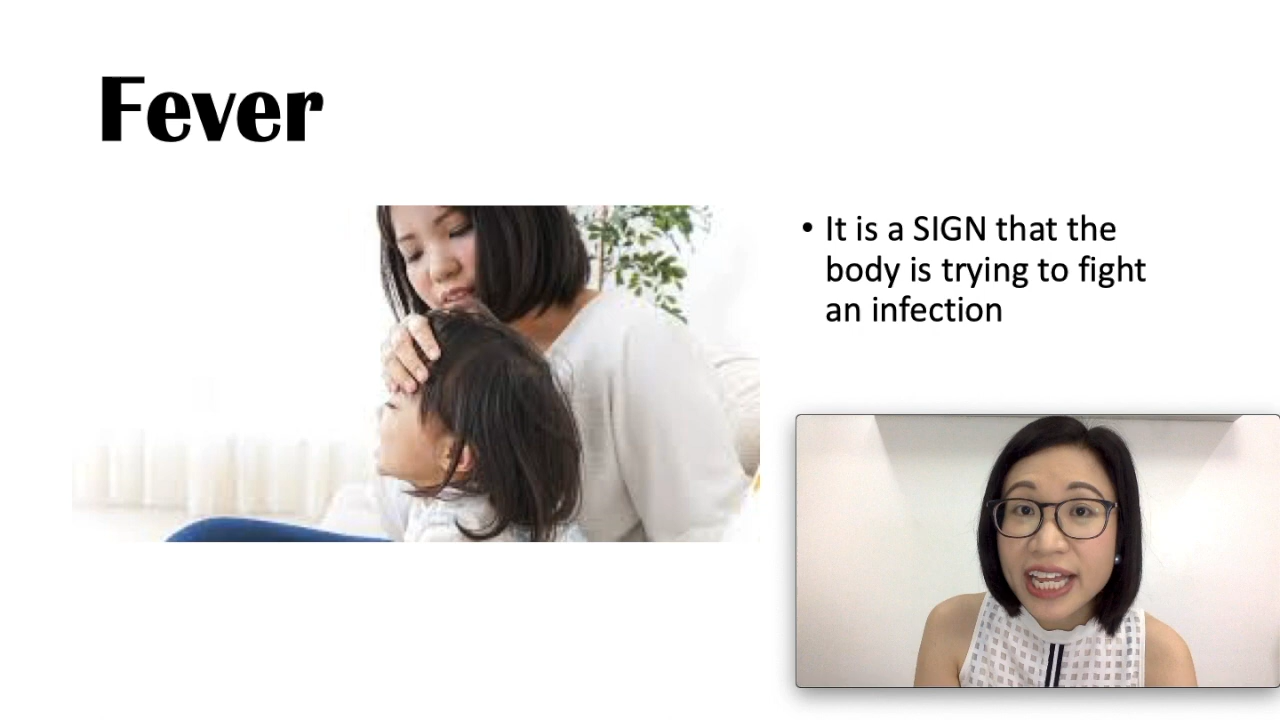 Fever
• It is a SIGN that the
body is trying to fight
an infection